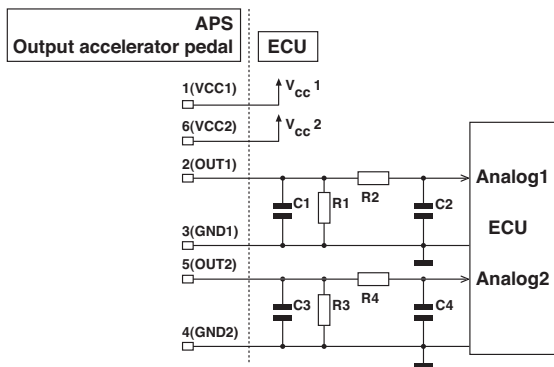 APS
Output accelerator pedal
ECU
1(VCC1)
Vcc 1
6(VCC2)
Vcc 2
2(OUT1)
Analog1
C1
R1
R2
C2
3(GND1)
ECU
5(OUT2)
Analog2
C3
R3
R4
C4
4(GND2)